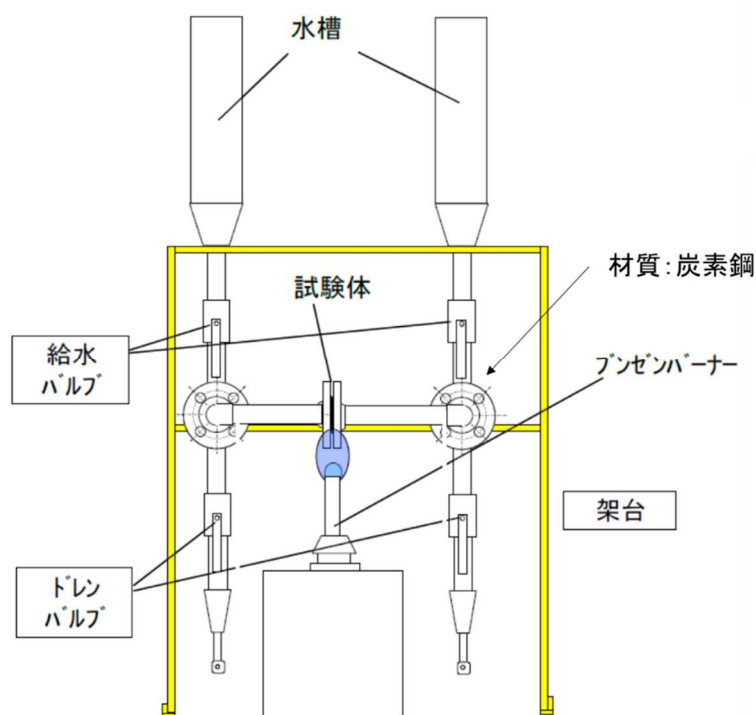 水槽
材質：炭素鋼
試験体
給水
ﾊﾞﾙﾌﾞ
ﾌﾞﾝｾﾞﾝﾊﾞｰﾅｰ
架台
ﾄﾞﾚﾝ
ﾊﾞﾙﾌﾞ